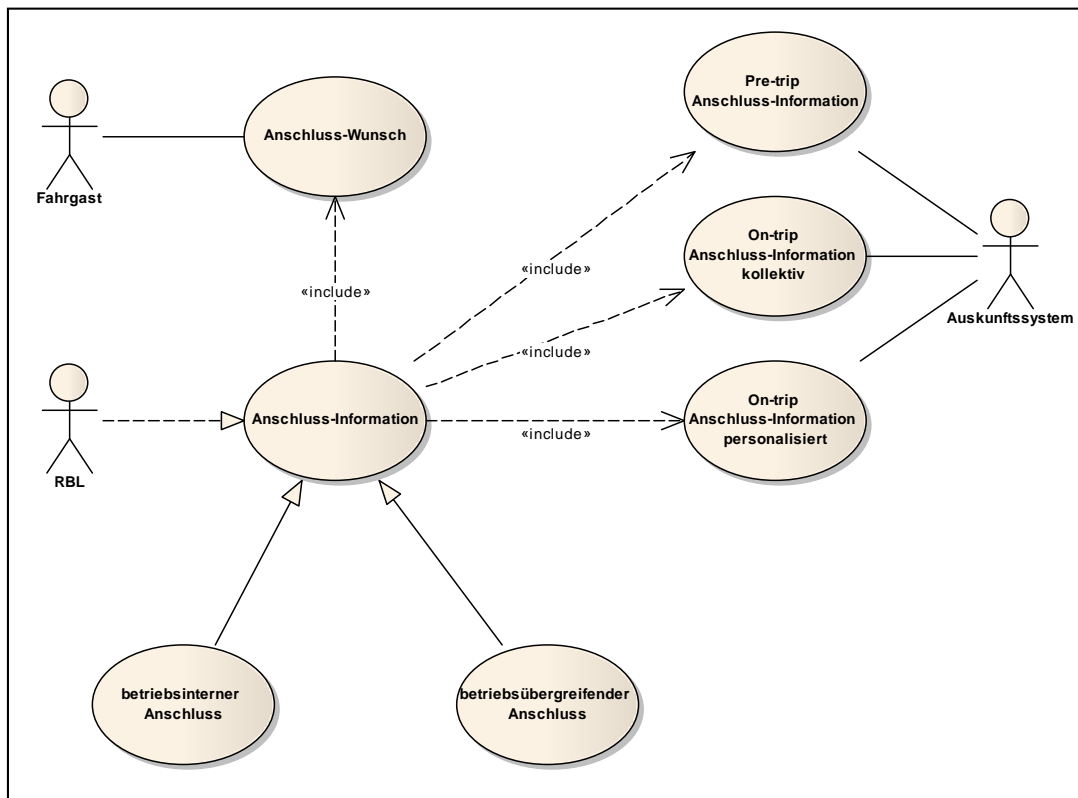 Pre-trip
Anschluss-Information
Anschluss-Wunsch
Fahrgast
On-trip
Anschluss-Information
kollektiv
«include»
«include»
Auskunftssystem
«include»
On-trip
Anschluss-Information
personalisiert
Anschluss-Information
«include»
RBL
betriebsinterner
Anschluss
betriebsübergreifender
Anschluss